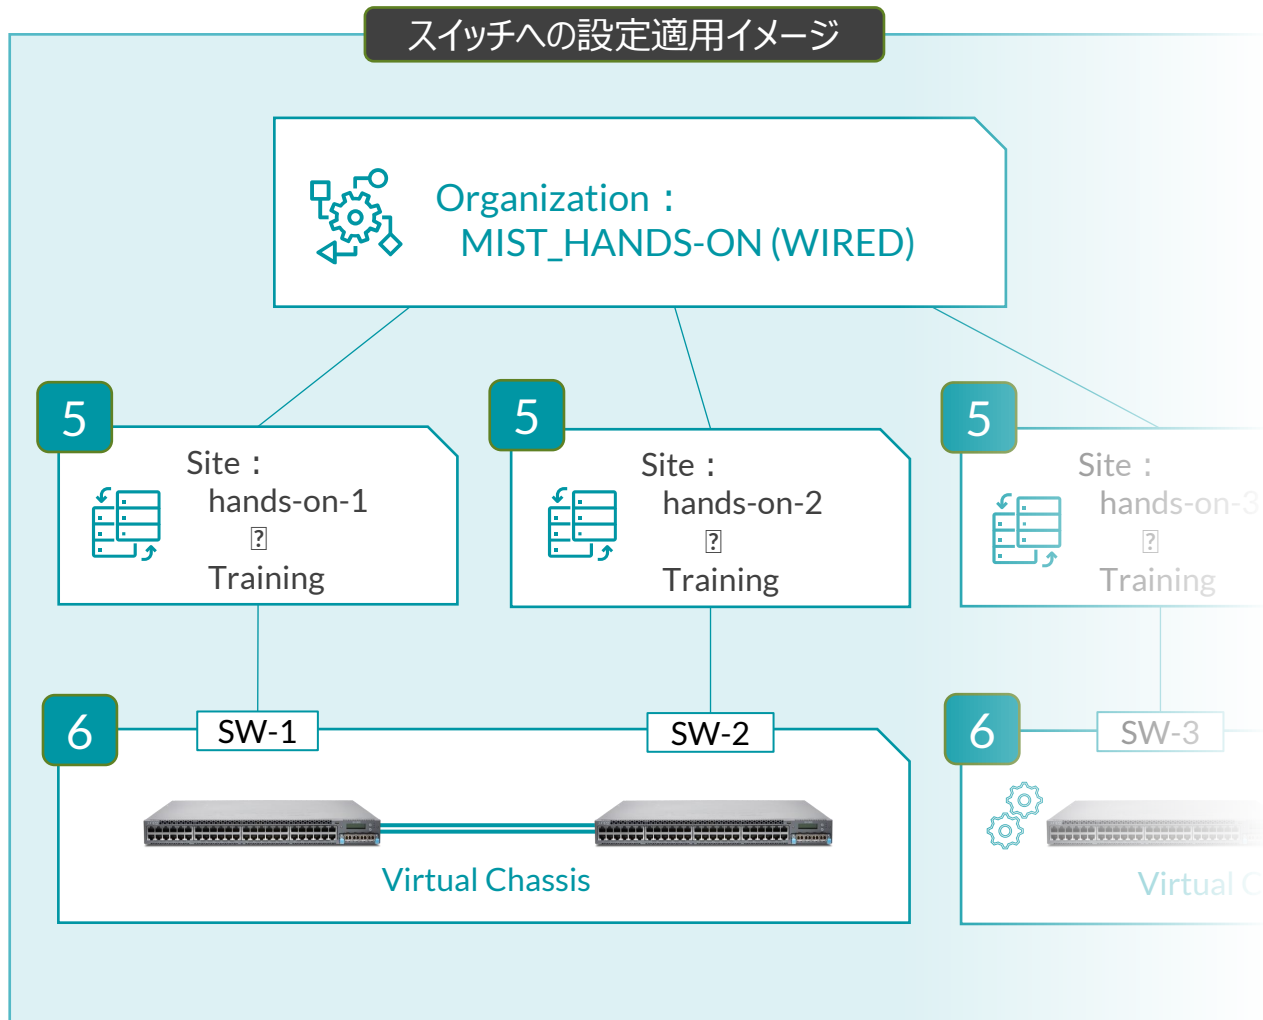 スイッチへの設定適用イメージ
Organization：
MIST_HANDS-ON (WIRED)
5
Site：
hands-on-1
Training
5
Site：
hands-on-2
Training
5
Site：
hands-on-3
Training
6
SW-1
SW-2
Virtual Chassis
6
SW-3
Virtual C